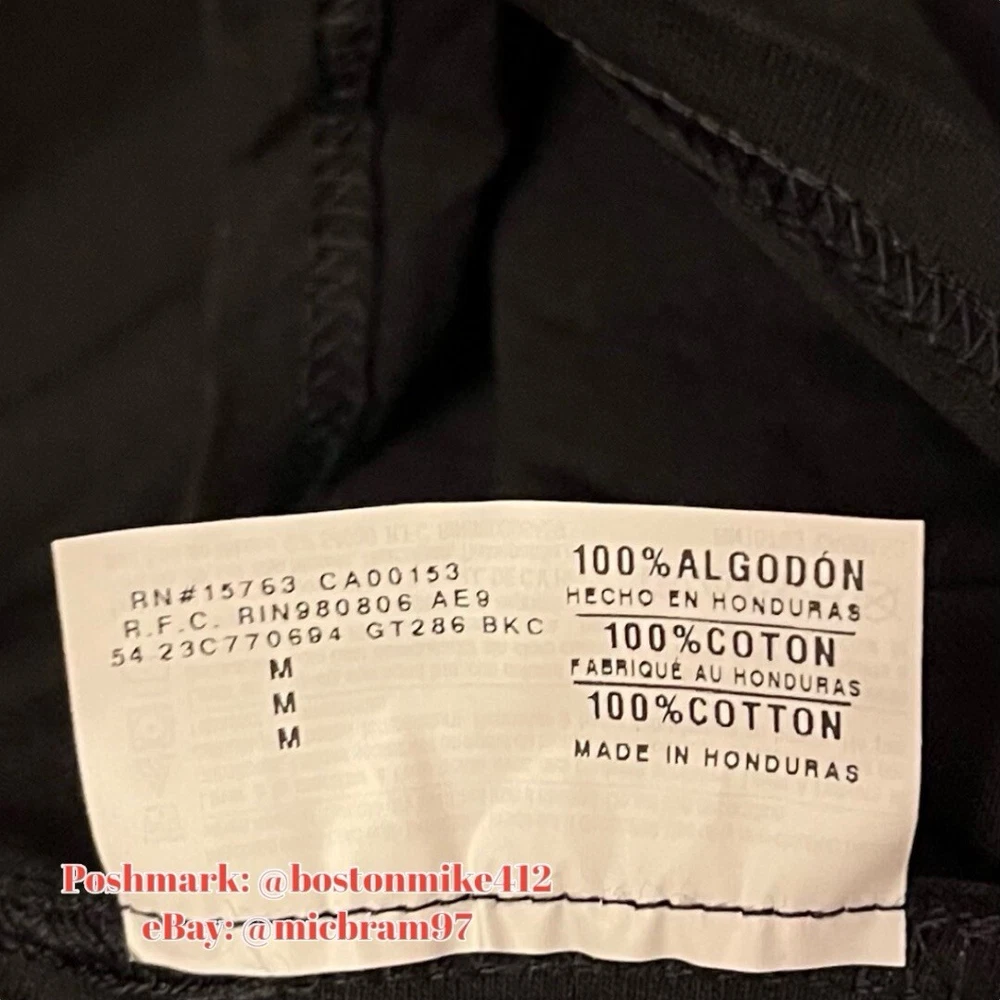 RN#15763 CA00153
R.F.C. RIN980806 AE9
54 23C770694 GT286 BKC
M
M
M
100%ALGODÓN
HECHO EN HONDURAS
100%COTON
FABRIQUÉ AU HONDURAS
100%COTTON
MADE IN HONDURAS
Poshmark: @bostonmike412
eBay: @micbram97